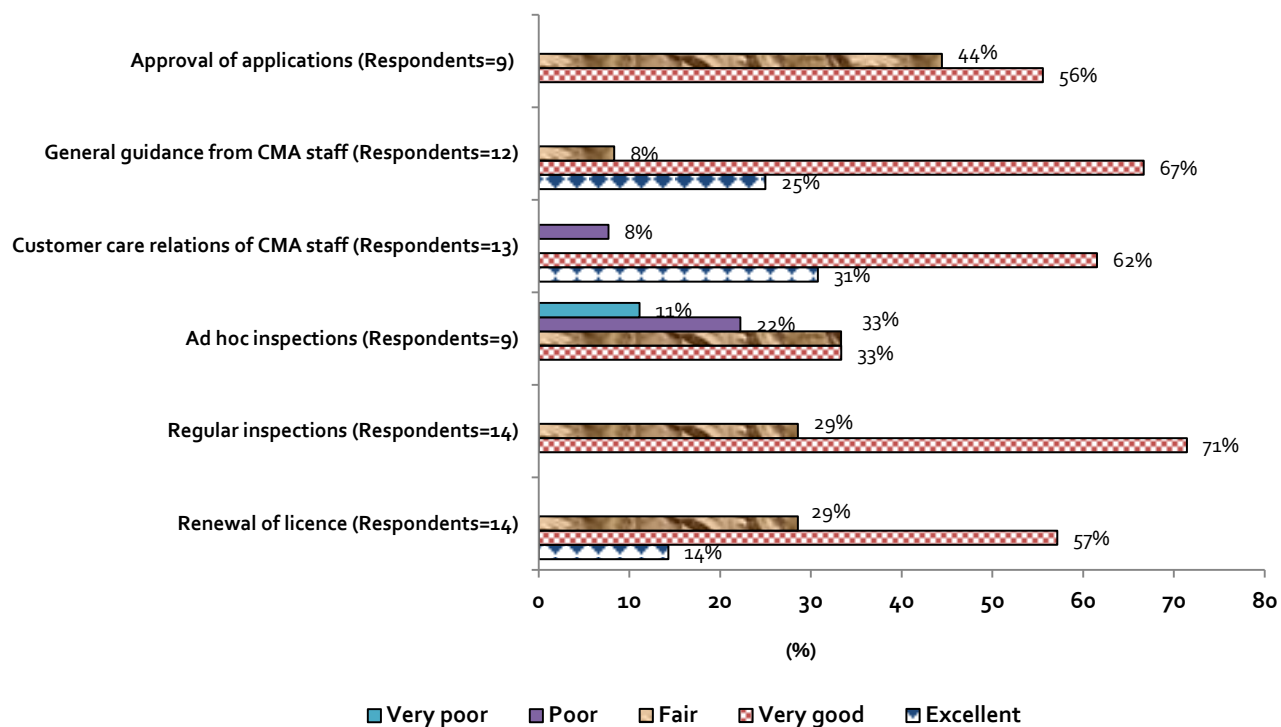 Approval of applications (Respondents=9)
44%
56%
General guidance from CMA staff (Respondents=12)
8%
67%
25%
Customer care relations of CMA staff (Respondents=13)
8%
62%
31%
Ad hoc inspections (Respondents=9)
11%
22%
33%
33%
Regular inspections (Respondents=14)
29%
71%
Renewal of licence (Respondents=14)
29%
57%
14%
0 10 20 30 40 50 60 70 80
(%)
Very poor Poor Fair Very good Excellent